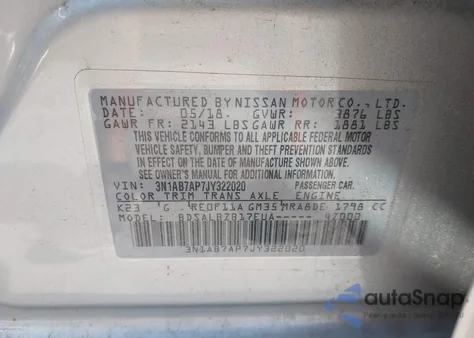 MANUFACTURED BY NISSAN MOTOR CO., LTD.
DATE: 05/18. GVWR: 3876 LBS
GAWR FR: 2143 LBS GAWR RR: 1881 LBS
THIS VEHICLE CONFORMS TO ALL
APPLICABLE FEDERAL MOTOR
VEHICLE SAFETY, BUMPER, AND
THEFT PREVENTION STANDARDS IN
EFFECT ON THE DATE OF
MANUFACTURE SHOWN ABOVE. SEE
OWNER'S MANUAL FOR
ADDITIONAL INFORMATION.
VIN: 3N1AB7AP7JY322020 PASSENGER CAR.
COLOR TRIM TRANS AXLE ENGINE
K23 G RE0F11A GM35 MRA8DE 1798 CC
BDSALBZB17EUA----- 47000
3N1AB7AP7JY322020
autoSnap